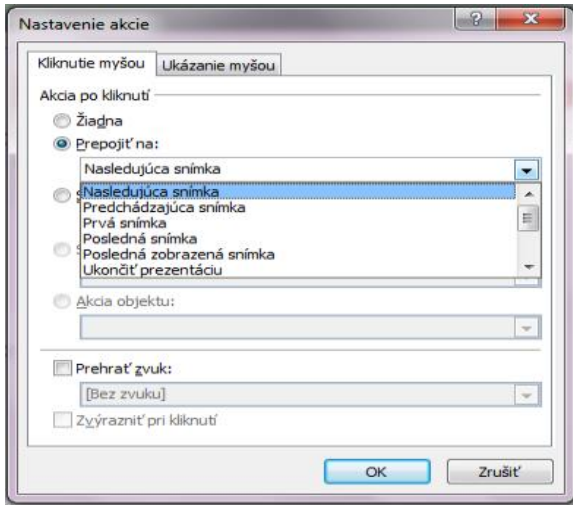 Nastavenie akcie
Kliknutie myšou Ukázanie myšou
Akcia po kliknutí
Žiadna
Prepojiť na:
Nasledujúca snímka
Nasledujúca snímka
Predchádzajúca snímka
Prvá snímka
Posledná snímka
Posledná zobrazená snímka
Ukončiť prezentáciu
Akcia objektu:
Prehrať zvuk:
[Bez zvuku]
Zvýrazniť pri kliknutí
OK Zrušiť